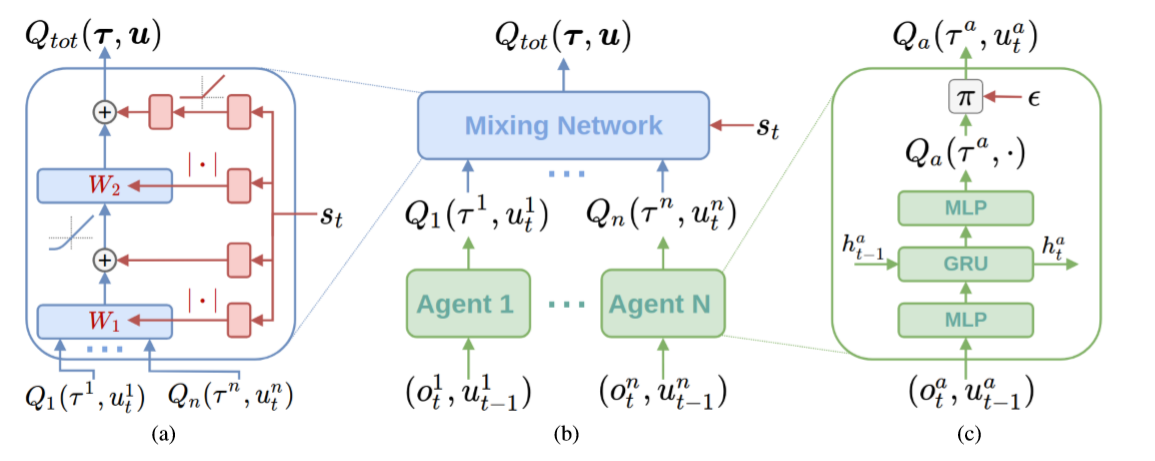 Q_{tot}(τ, u)
+
W_2
|·|
s_t
+
W_1
|·|
Q_1(τ^1, u_t^1) Q_n(τ^n, u_t^n)
(a)
Q_{tot}(τ, u)
Mixing Network
s_t
Q_1(τ^1, u_t^1) Q_n(τ^n, u_t^n)
Agent 1
Agent N
(o_t^1, u_{t-1}^1) (o_t^n, u_{t-1}^n)
(b)
Q_a(τ^a, u_t^a)
π ϵ
Q_a(τ^a, ·)
MLP
h_{t-1}^a GRU h_t^a
MLP
(o_t^a, u_{t-1}^a)
(c)